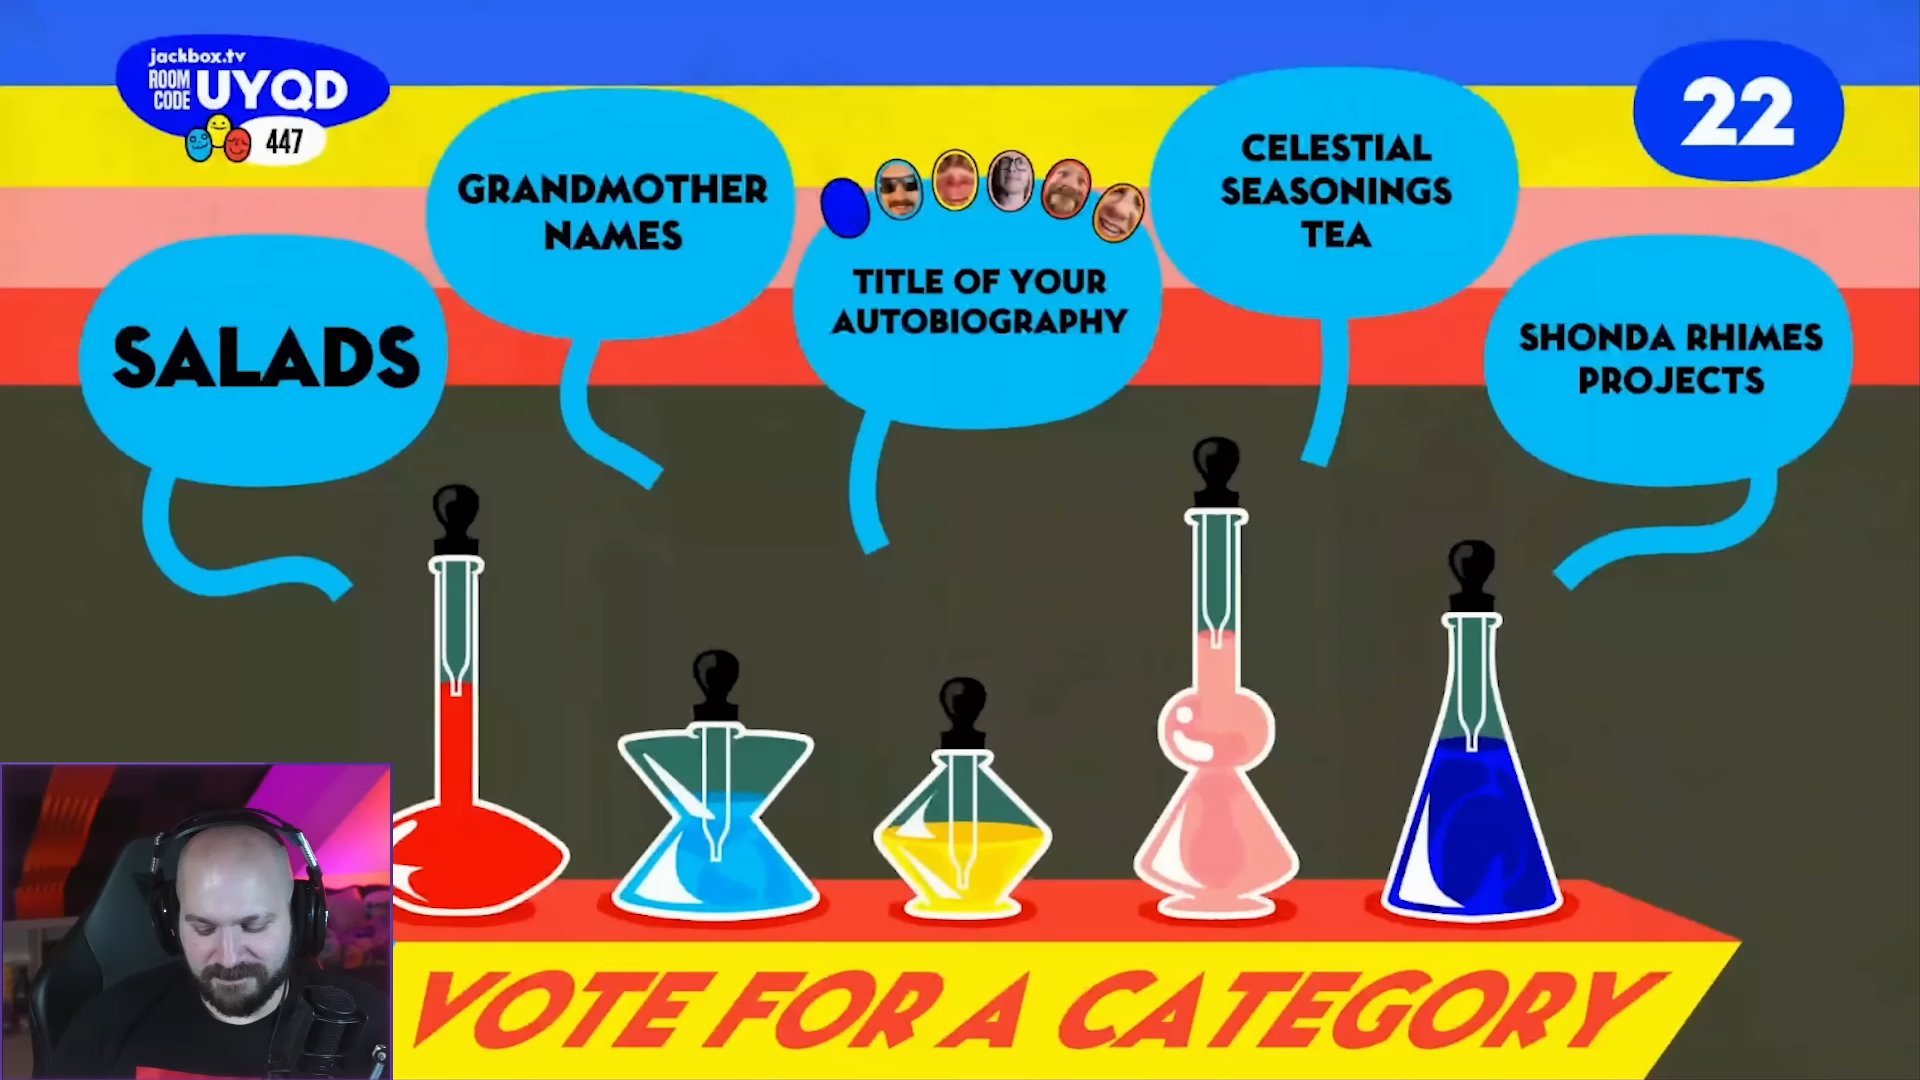 jackbox.tv
ROOM CODE UYQD
447
22
SALADS
GRANDMOTHER
NAMES
TITLE OF YOUR
AUTOBIOGRAPHY
CELESTIAL
SEASONINGS
TEA
SHONDA RHIMES
PROJECTS
VOTE FOR A CATEGORY